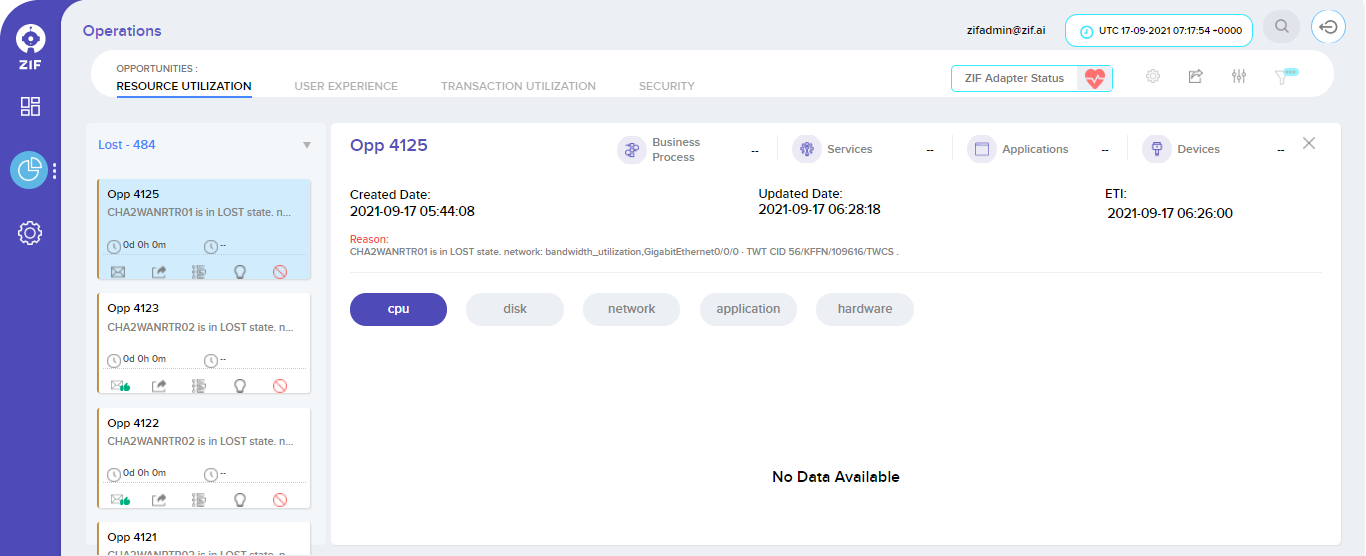 ZIF
Operations
zifadmin@zif.ai
UTC 17-09-2021 07:17:54 +0000
OPPORTUNITIES :
RESOURCE UTILIZATION
USER EXPERIENCE
TRANSACTION UTILIZATION
SECURITY
ZIF Adapter Status
Lost - 484
Opp 4125
CHA2WANRTR01 is in LOST state. n...
0d 0h 0m
--
Opp 4123
CHA2WANRTR02 is in LOST state. n...
0d 0h 0m
--
Opp 4122
CHA2WANRTR02 is in LOST state. n...
0d 0h 0m
--
Opp 4121
CHA2WANRTR02 is in LOST state. n...
Opp 4125
Business
Process
--
Services
--
Applications
--
Devices
--
Created Date:
2021-09-17 05:44:08
Updated Date:
2021-09-17 06:28:18
ETI:
2021-09-17 06:26:00
Reason:
CHA2WANRTR01 is in LOST state. network: bandwidth_utilization,GigabitEthernet0/0/0 · TWT CID 56/KFFN/109616/TWCS .
cpu
disk
network
application
hardware
No Data Available